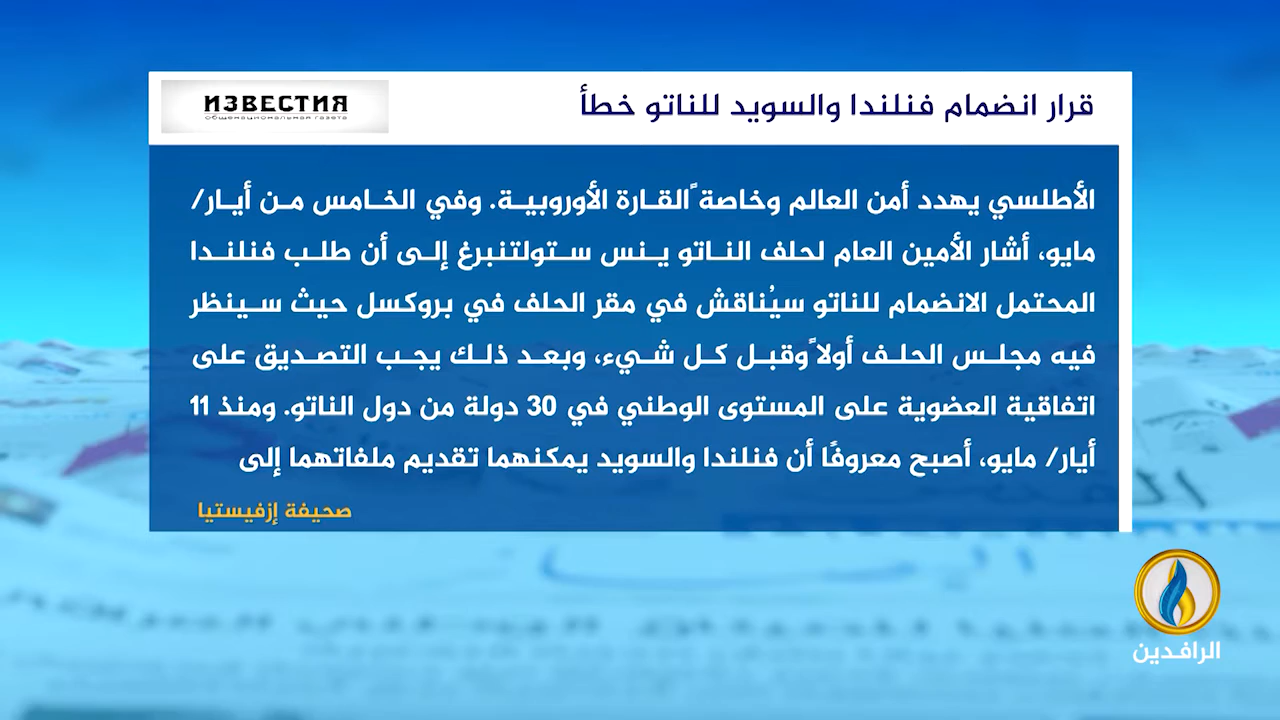 ИЗВЕСТИЯ
общенациональная газета
قرار انضمام فنلندا والسويد للناتو خطأ
الأطلسي يهدد أمن العالم وخاصةً القارة الأوروبية. وفي الخامس من أيار/
مايو، أشار الأمين العام لحلف الناتو ينس ستولتنبرغ إلى أن طلب فنلندا
المحتمل الانضمام للناتو سيُناقش في مقر الحلف في بروكسل حيث سينظر
فيه مجلس الحلف أولاً وقبل كل شيء، وبعد ذلك يجب التصديق على
اتفاقية العضوية على المستوى الوطني في 30 دولة من دول الناتو. ومنذ 11
أيار/ مايو، أصبح معروفًا أن فنلندا والسويد يمكنهما تقديم ملفاتهما إلى
صحيفة إزفيستيا
الرافدين